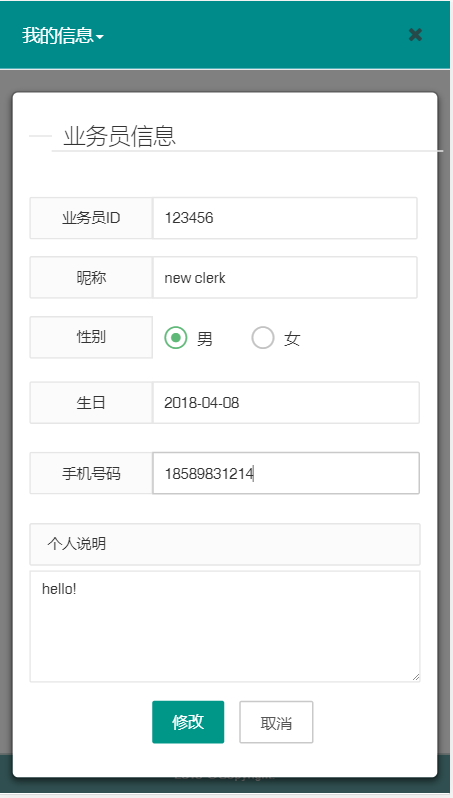 我的信息
业务员信息
业务员ID 123456
昵称 new clerk
性别 男 女
生日 2018-04-08
手机号码 18589831214
个人说明
hello!
修改 取消